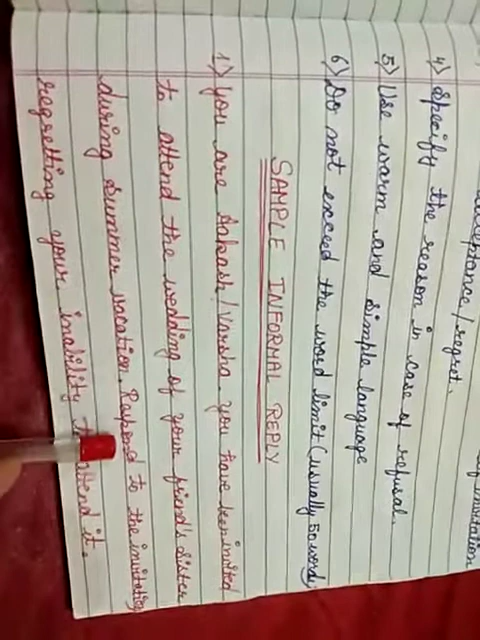 of invitation
acceptance/regret.
4) Specify the reason in case of refusal.
5) Use warm and simple language
6) Do not exceed the word limit (usually 50 words)
SAMPLE INFORMAL REPLY
1) You are Aakash/Varsha. You have been invited
to attend the wedding of your friend's sister
during summer vacation. Respond to the invitation
regretting your inability to attend it.